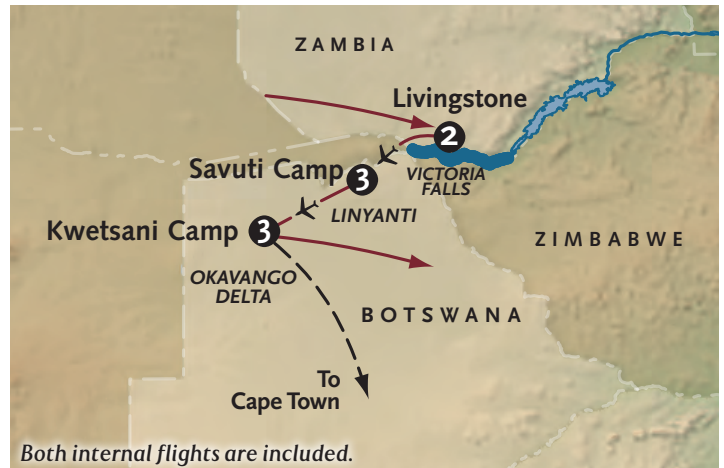 ZAMBIA
Livingstone
2
Savuti Camp
3
VICTORIA
FALLS
LINYANTI
Kwetsani Camp
3
ZIMBABWE
OKAVANGO
DELTA
BOTSWANA
To
Cape Town
Both internal flights are included.